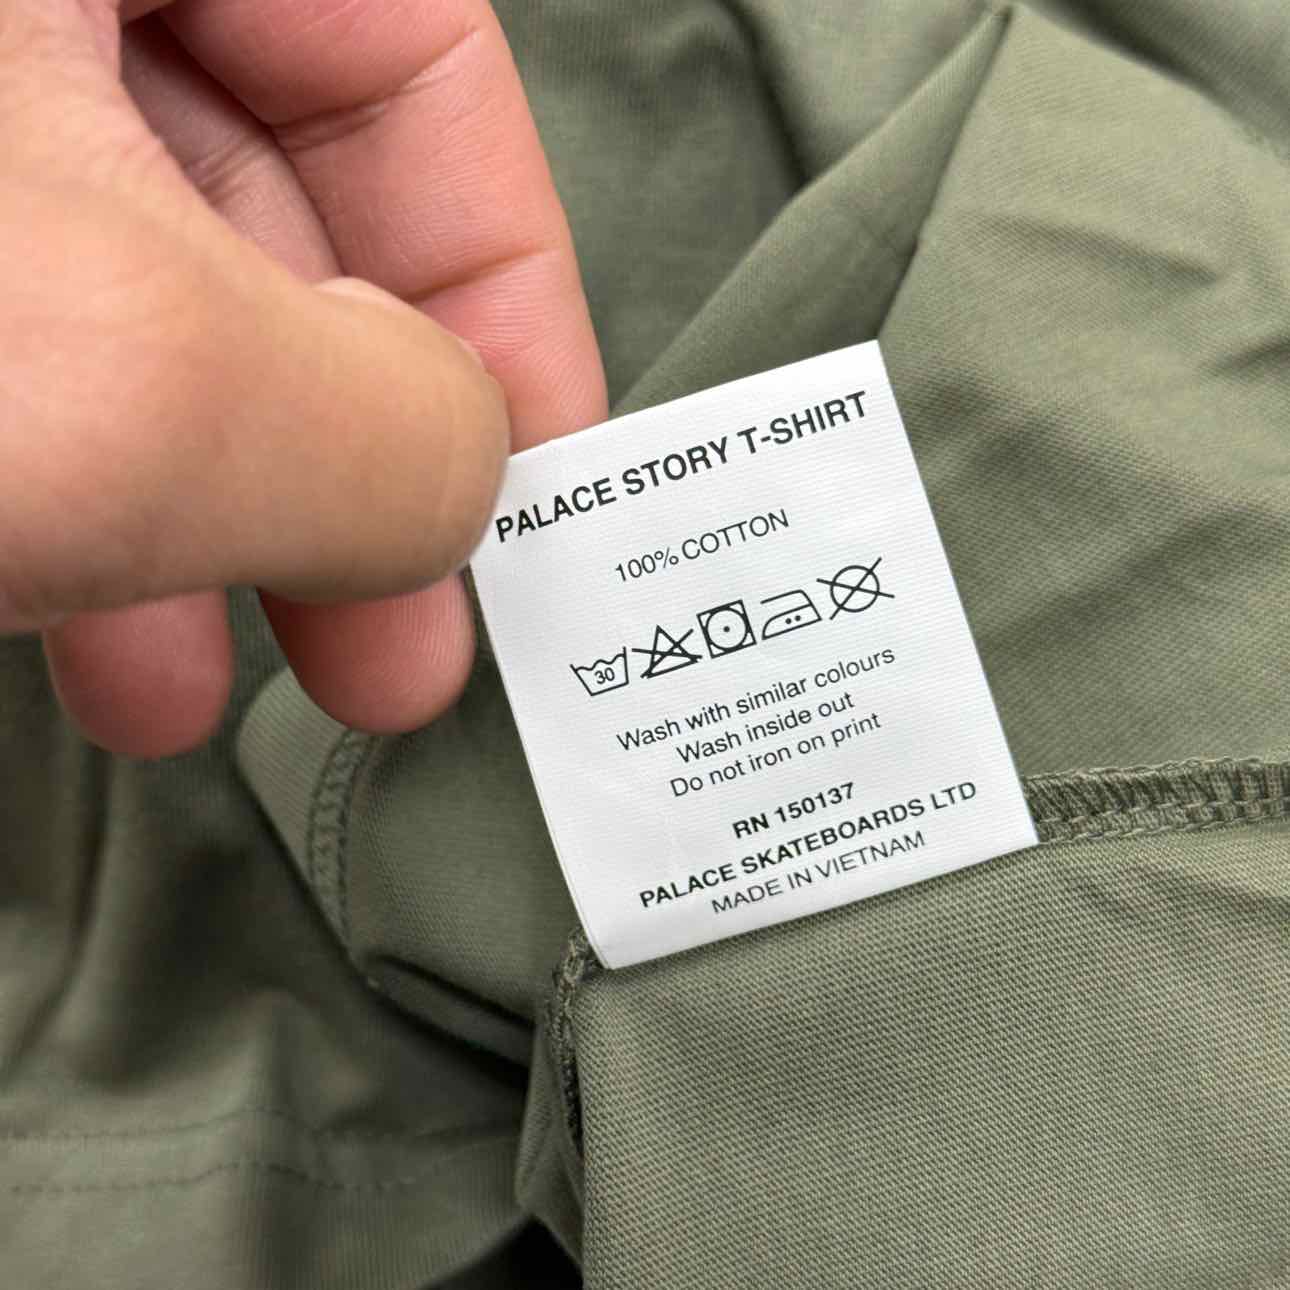 PALACE STORY T-SHIRT
100% COTTON
30
Wash with similar colours
Wash inside out
Do not iron on print
RN 150137
PALACE SKATEBOARDS LTD
MADE IN VIETNAM